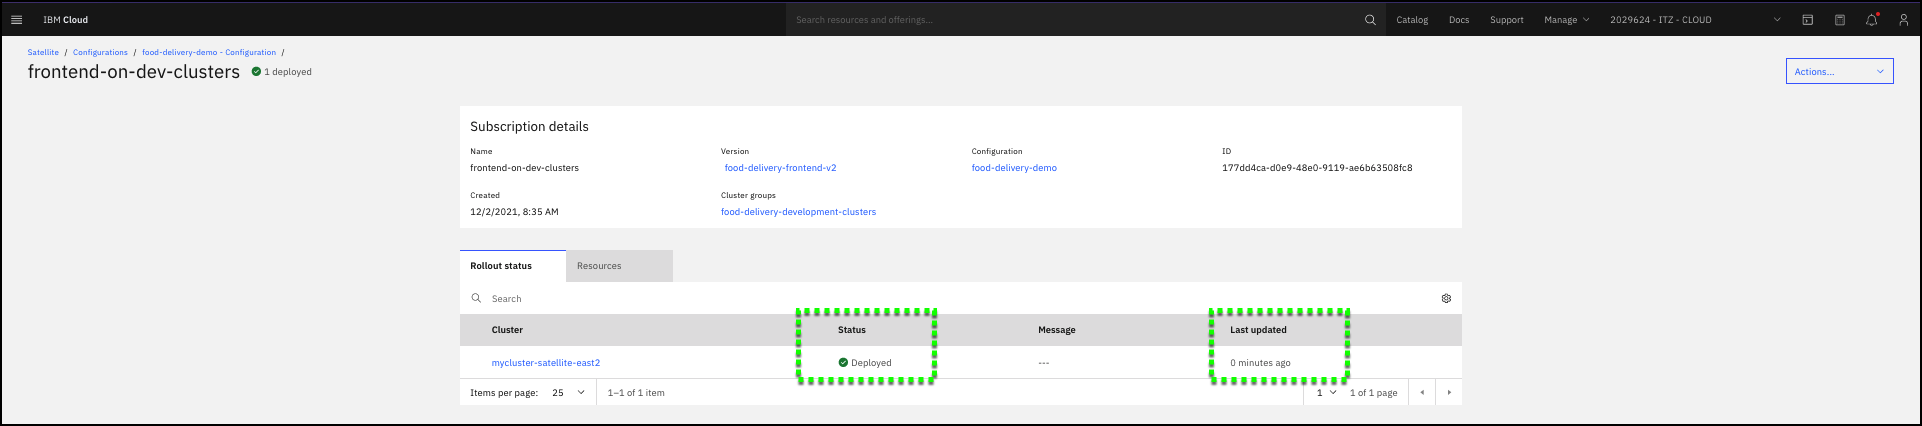 IBM Cloud Search resources and offerings... Catalog Docs Support Manage 2029624 - ITZ - CLOUD
Satellite / Configurations / food-delivery-demo - Configuration /
frontend-on-dev-clusters 1 deployed Actions...
Subscription details
Name Version Configuration ID
frontend-on-dev-clusters food-delivery-frontend-v2 food-delivery-demo 177dd4ca-d0e9-48e0-9119-ae6b63508fc8
Created Cluster groups
12/2/2021, 8:35 AM food-delivery-development-clusters
Rollout status Resources
Search
Cluster Status Message Last updated
mycluster-satellite-east2 Deployed --- 0 minutes ago
Items per page: 25 1–1 of 1 item 1 1 of 1 page